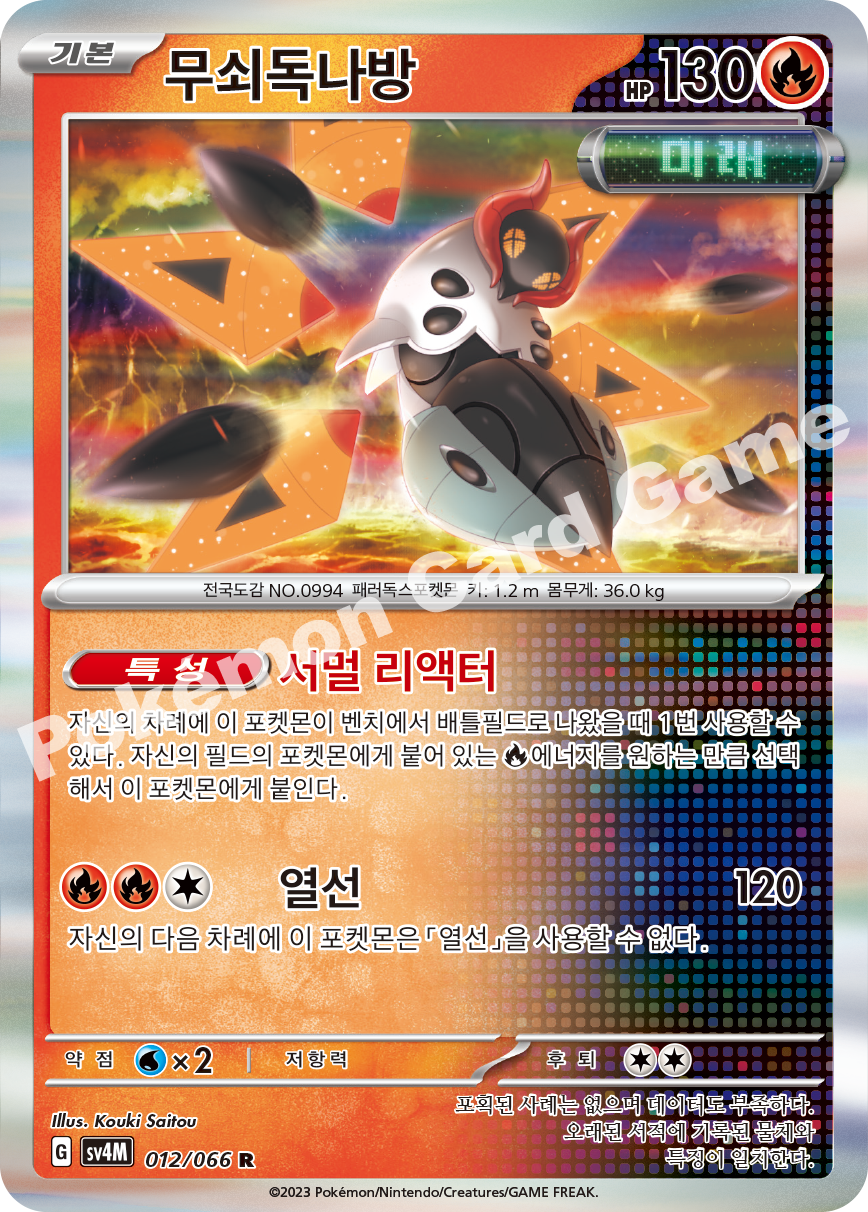 기본
무쇠독나방
HP 130
미래
전국도감 NO.0994 패러독스포켓몬 키: 1.2 m 몸무게: 36.0 kg
특성 서멀 리액터
자신의 차례에 이 포켓몬이 벤치에서 배틀필드로 나왔을 때 1번 사용할 수
있다. 자신의 필드의 포켓몬에게 붙어 있는 에너지를 원하는 만큼 선택
해서 이 포켓몬에게 붙인다.
열선 120
자신의 다음 차례에 이 포켓몬은 「열선」을 사용할 수 없다.
약점 ×2 저항력 후퇴
포획된 사례는 없으며 데이터도 부족하다.
오래된 서적에 기록된 물체와
특징이 일치한다.
Illus. Kouki Saitou
G sv4M 012/066 R
©2023 Pokémon/Nintendo/Creatures/GAME FREAK.
Pokémon Card Game